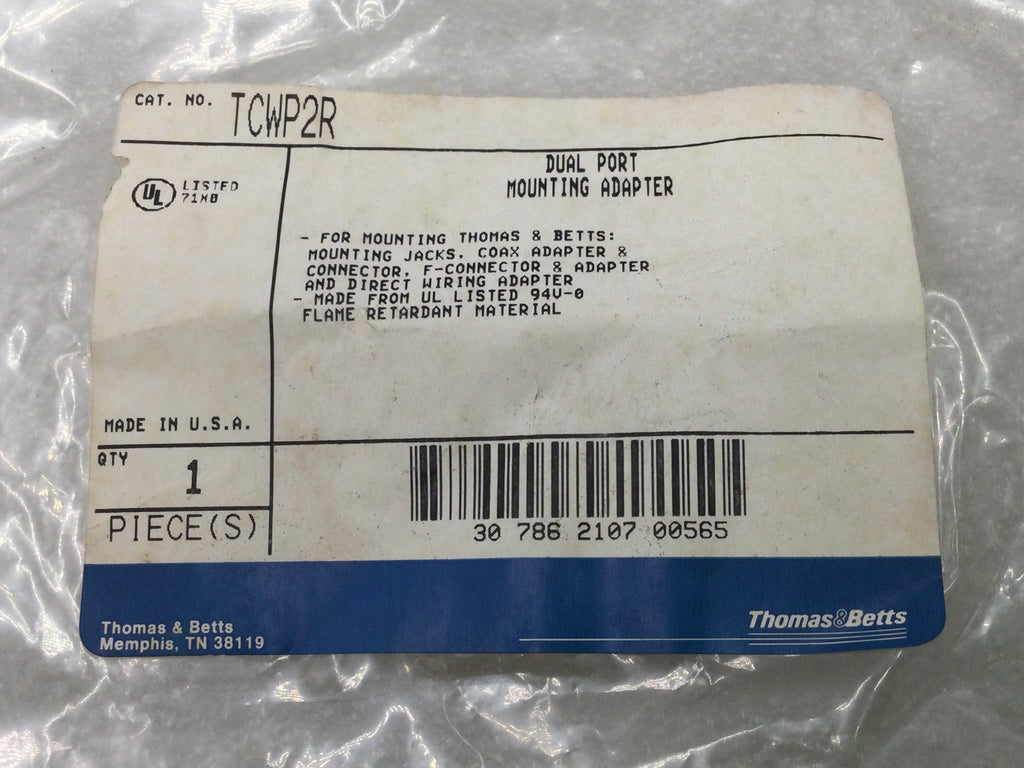 CAT. NO. TCWP2R
DUAL PORT
MOUNTING ADAPTER
UL LISTED
- FOR MOUNTING THOMAS & BETTS:
MOUNTING JACKS, COAX ADAPTER &
CONNECTOR, F-CONNECTOR & ADAPTER
AND DIRECT WIRING ADAPTER
- MADE FROM UL LISTED 94V-0
FLAME RETARDANT MATERIAL
MADE IN U.S.A.
QTY
1
PIECE(S)
30 786 2107 00565
Thomas & Betts
Memphis, TN 38119
Thomas&Betts